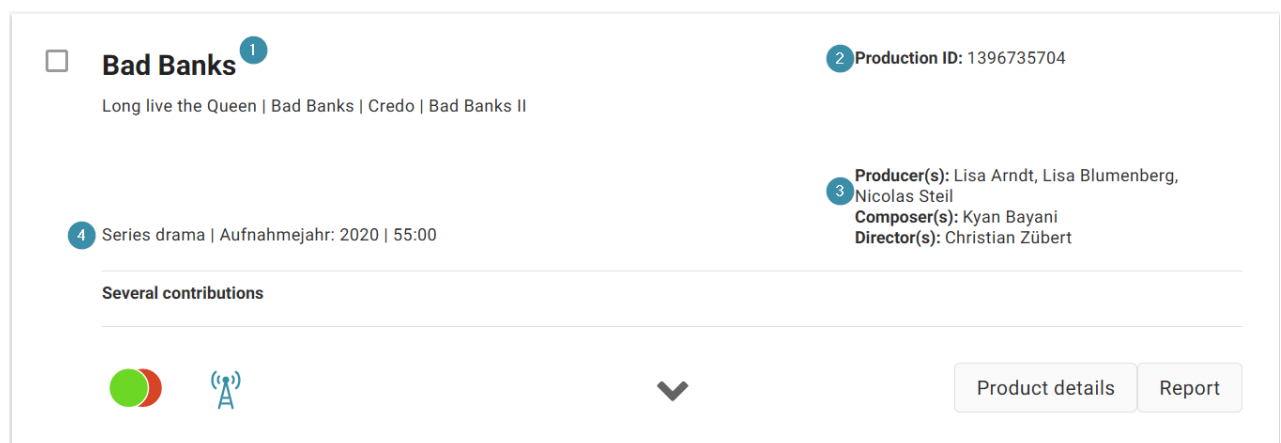 Bad Banks 1
2 Production ID: 1396735704
Long live the Queen | Bad Banks | Credo | Bad Banks II
3 Producer(s): Lisa Arndt, Lisa Blumenberg,
Nicolas Steil
Composer(s): Kyan Bayani
Director(s): Christian Zübert
4 Series drama | Aufnahmejahr: 2020 | 55:00
Several contributions
Product details
Report